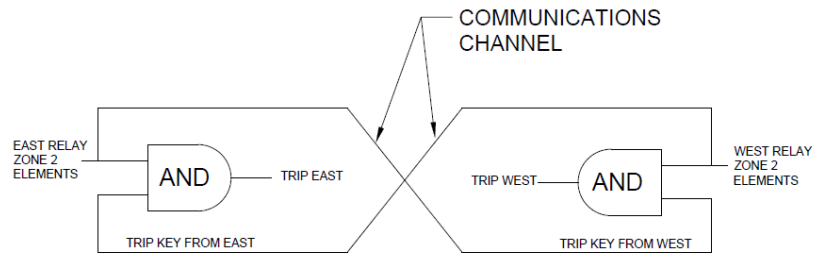 COMMUNICATIONS
CHANNEL
EAST RELAY
ZONE 2
ELEMENTS
AND
TRIP EAST
TRIP WEST
AND
WEST RELAY
ZONE 2
ELEMENTS
TRIP KEY FROM EAST
TRIP KEY FROM WEST